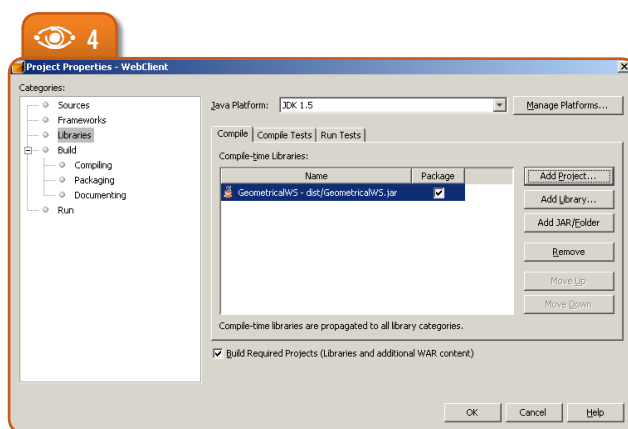 4
Project Properties - WebClient
Categories:
Sources
Frameworks
Libraries
Build
Compiling
Packaging
Documenting
Run
Java Platform: JDK 1.5 Manage Platforms...
Compile Compile Tests Run Tests
Compile-time Libraries:
Name Package
GeometricalWS - dist/GeometricalWS.jar
Add Project...
Add Library...
Add JAR/Folder
Remove
Move Up
Move Down
Compile-time libraries are propagated to all library categories.
Build Required Projects (Libraries and additional WAR content)
OK Cancel Help